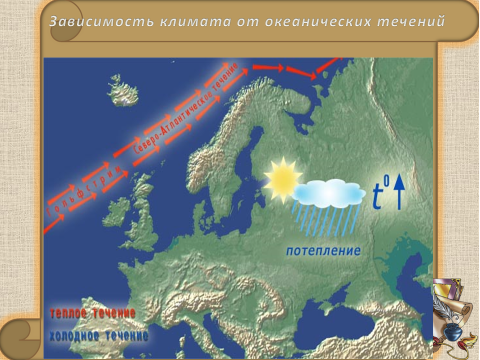 Зависимость климата от океанических течений
Северо-Атлантическое течение
Гольфстрим
t⁰
потепление
теплое течение
холодное течение